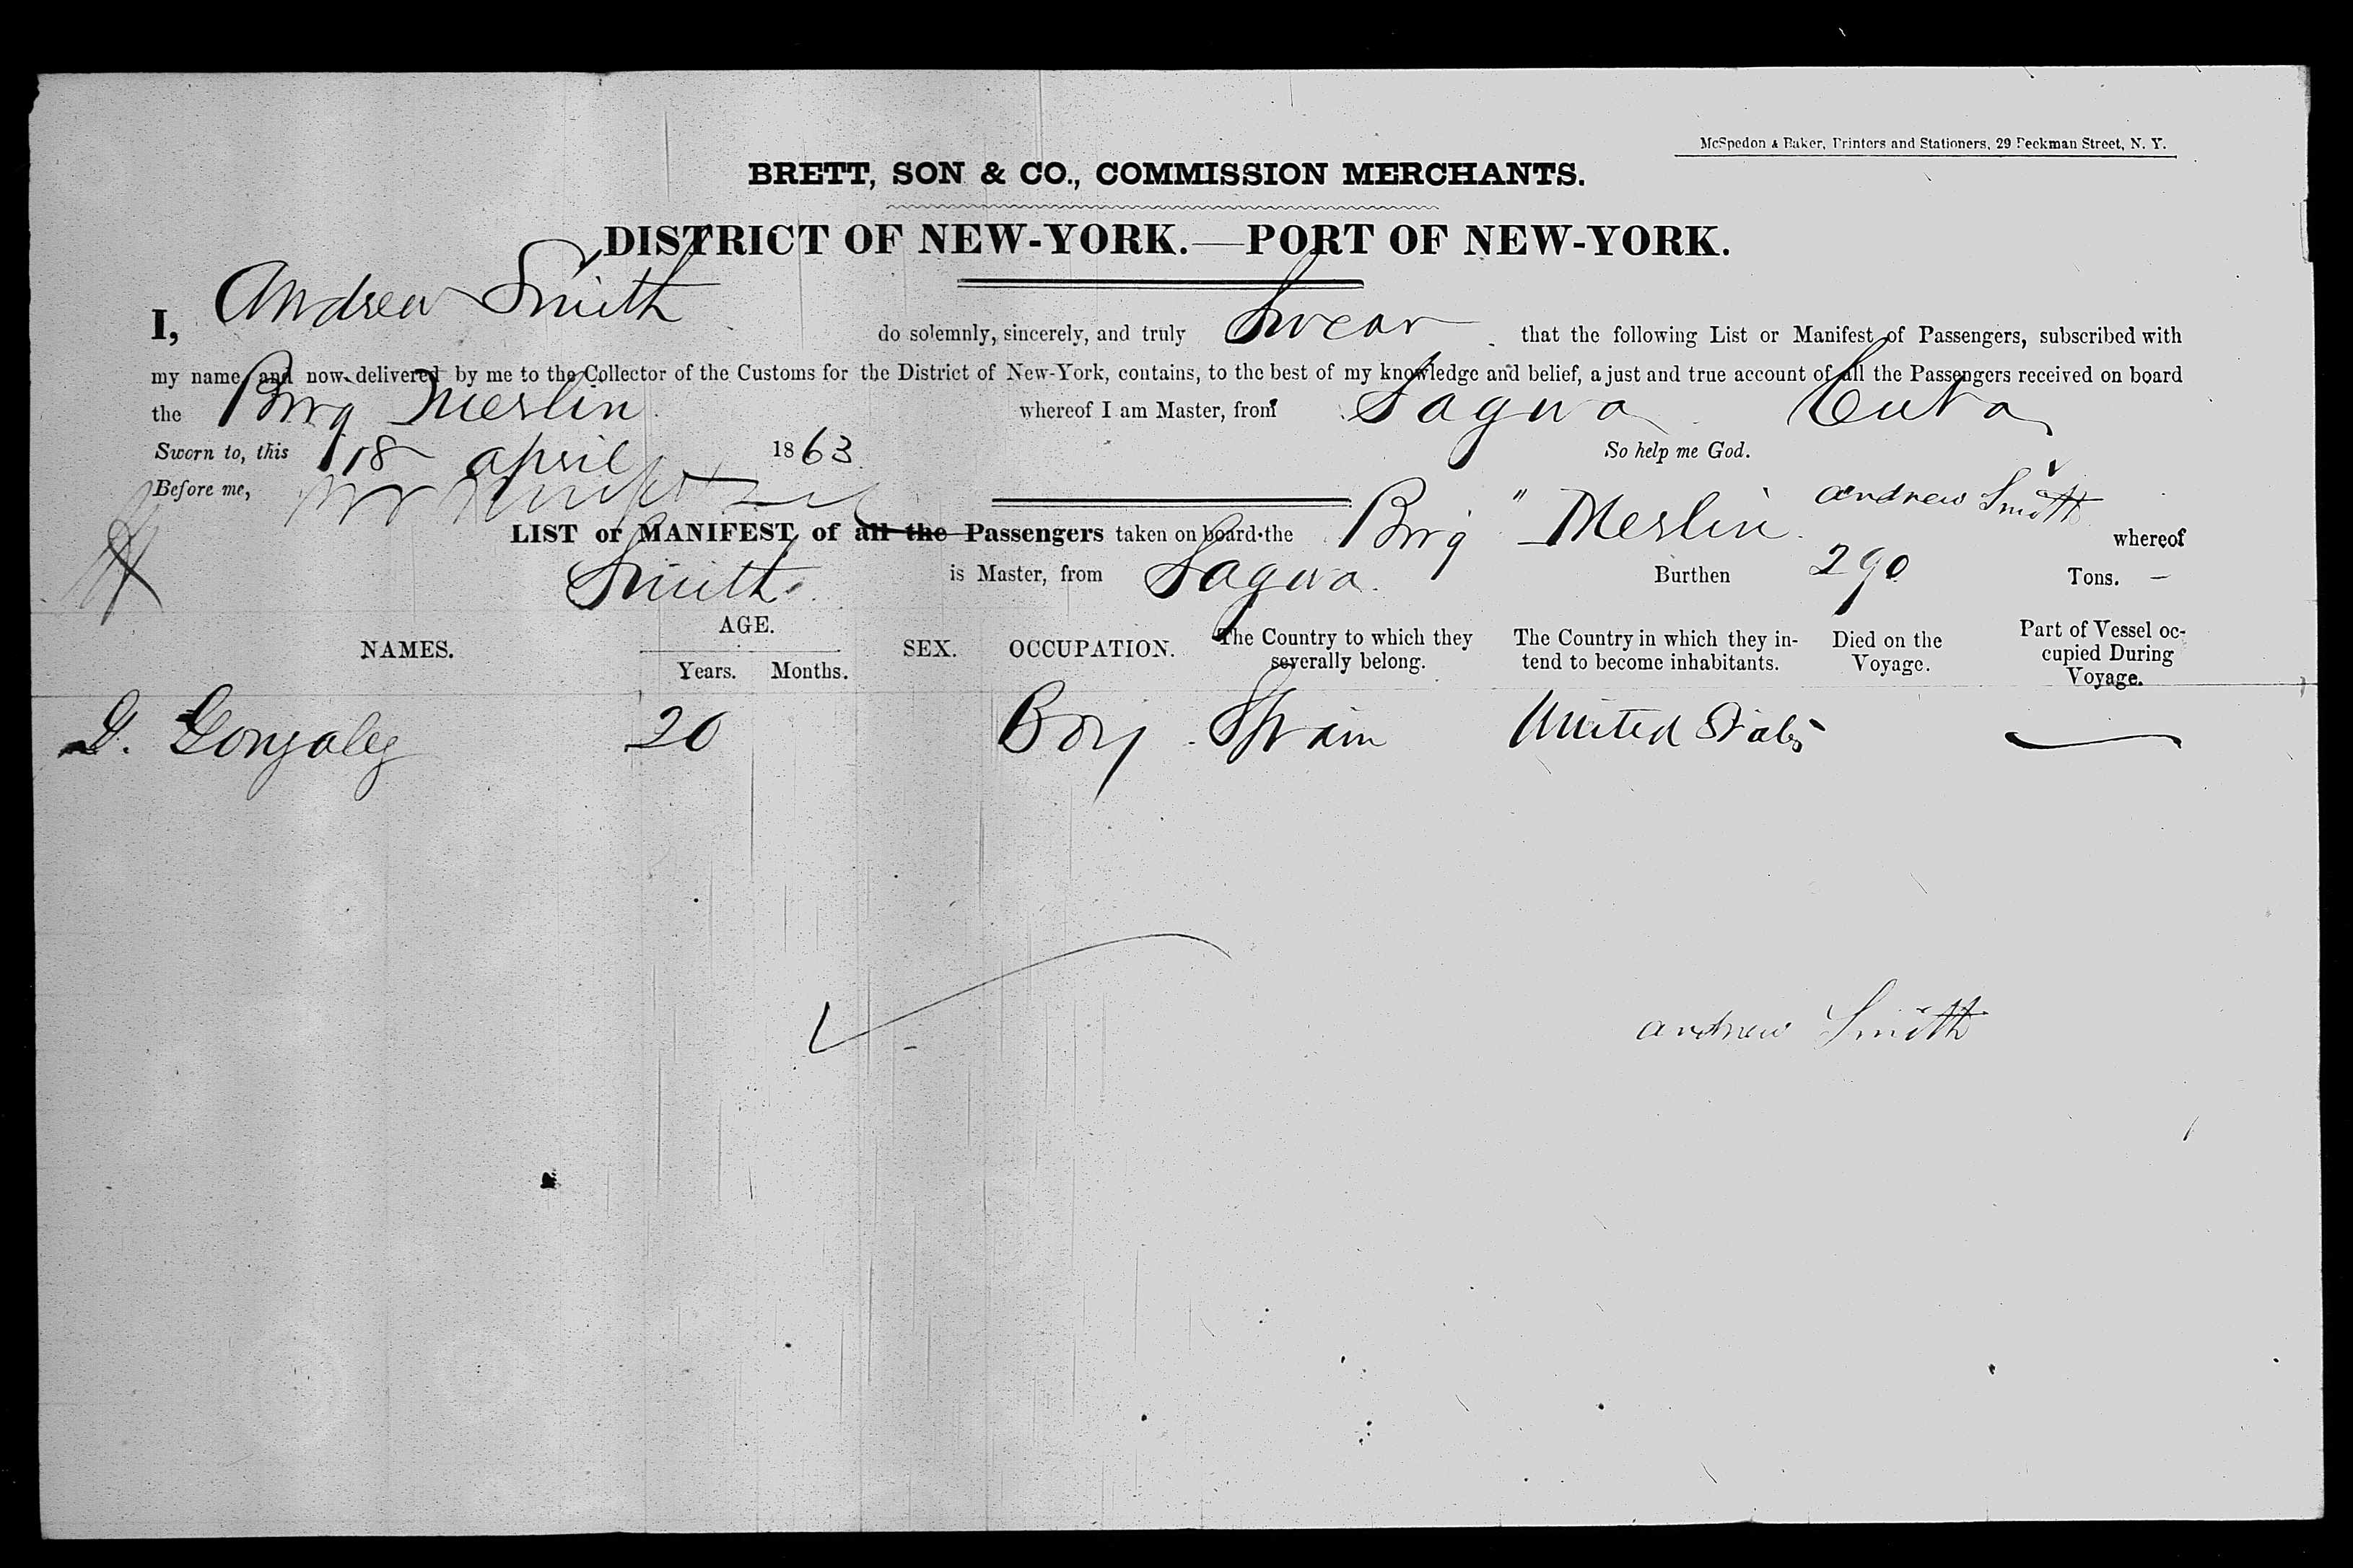 McSpedon & Baker, Printers and Stationers, 29 Beekman Street, N. Y.
BRETT, SON & CO., COMMISSION MERCHANTS.
DISTRICT OF NEW-YORK.—PORT OF NEW-YORK.
I, Andrew Smith do solemnly, sincerely, and truly Swear that the following List or Manifest of Passengers, subscribed with
my name, and now delivered by me to the Collector of the Customs for the District of New-York, contains, to the best of my knowledge and belief, a just and true account of all the Passengers received on board
the Brig Merlin whereof I am Master, from Sagua Cuba
Sworn to, this 18 april 1863. So help me God.
Before me, andrew Smith
LIST or MANIFEST, of all the Passengers taken on board the Brig " Merlin whereof
Smith is Master, from Sagua. Burthen 290 Tons. —
NAMES. AGE. Years. Months. SEX. OCCUPATION. The Country to which they severally belong. The Country in which they intend to become inhabitants. Died on the Voyage. Part of Vessel occupied During Voyage.
G. Gonzalez 20 Boy Spain United States —
andrew Smith